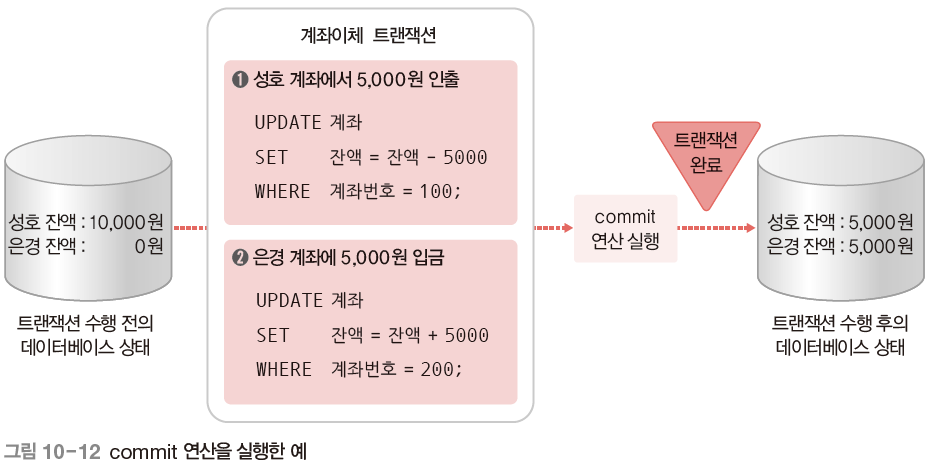 계좌이체 트랜잭션
❶ 성호 계좌에서 5,000원 인출
UPDATE 계좌
SET 잔액 = 잔액 - 5000
WHERE 계좌번호 = 100;
❷ 은경 계좌에 5,000원 입금
UPDATE 계좌
SET 잔액 = 잔액 + 5000
WHERE 계좌번호 = 200;
성호 잔액 : 10,000원
은경 잔액 : 0원
트랜잭션 수행 전의
데이터베이스 상태
commit
연산 실행
트랜잭션
완료
성호 잔액 : 5,000원
은경 잔액 : 5,000원
트랜잭션 수행 후의
데이터베이스 상태
그림 10-12 commit 연산을 실행한 예